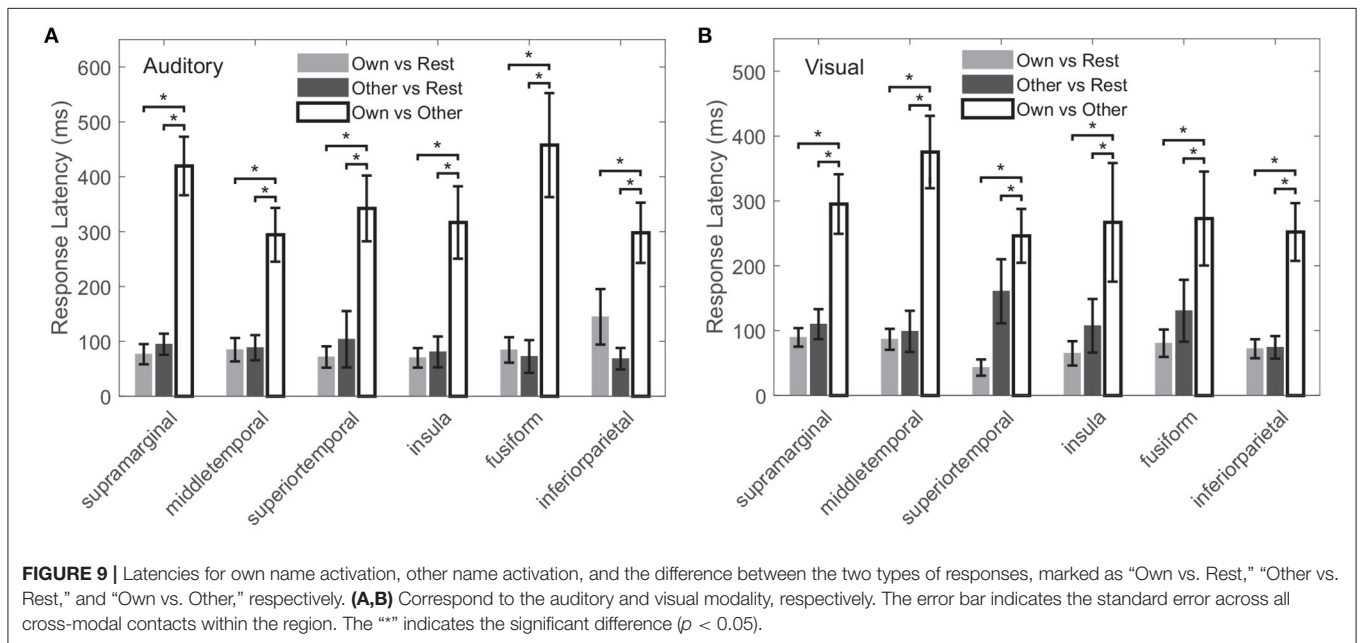 A
Auditory
Own vs Rest
Other vs Rest
Own vs Other
Response Latency (ms)
600
500
400
300
200
100
0
* * * * * * * * * * * *
supramarginal
middletemporal
superiortemporal
insula
fusiform
inferiorparietal
B
Visual
Own vs Rest
Other vs Rest
Own vs Other
Response Latency (ms)
500
400
300
200
100
0
* * * * * * * * * * * *
supramarginal
middletemporal
superiortemporal
insula
fusiform
inferiorparietal
FIGURE 9 | Latencies for own name activation, other name activation, and the difference between the two types of responses, marked as “Own vs. Rest,” “Other vs.
Rest,” and “Own vs. Other,” respectively. (A,B) Correspond to the auditory and visual modality, respectively. The error bar indicates the standard error across all
cross-modal contacts within the region. The “*” indicates the significant difference (p < 0.05).